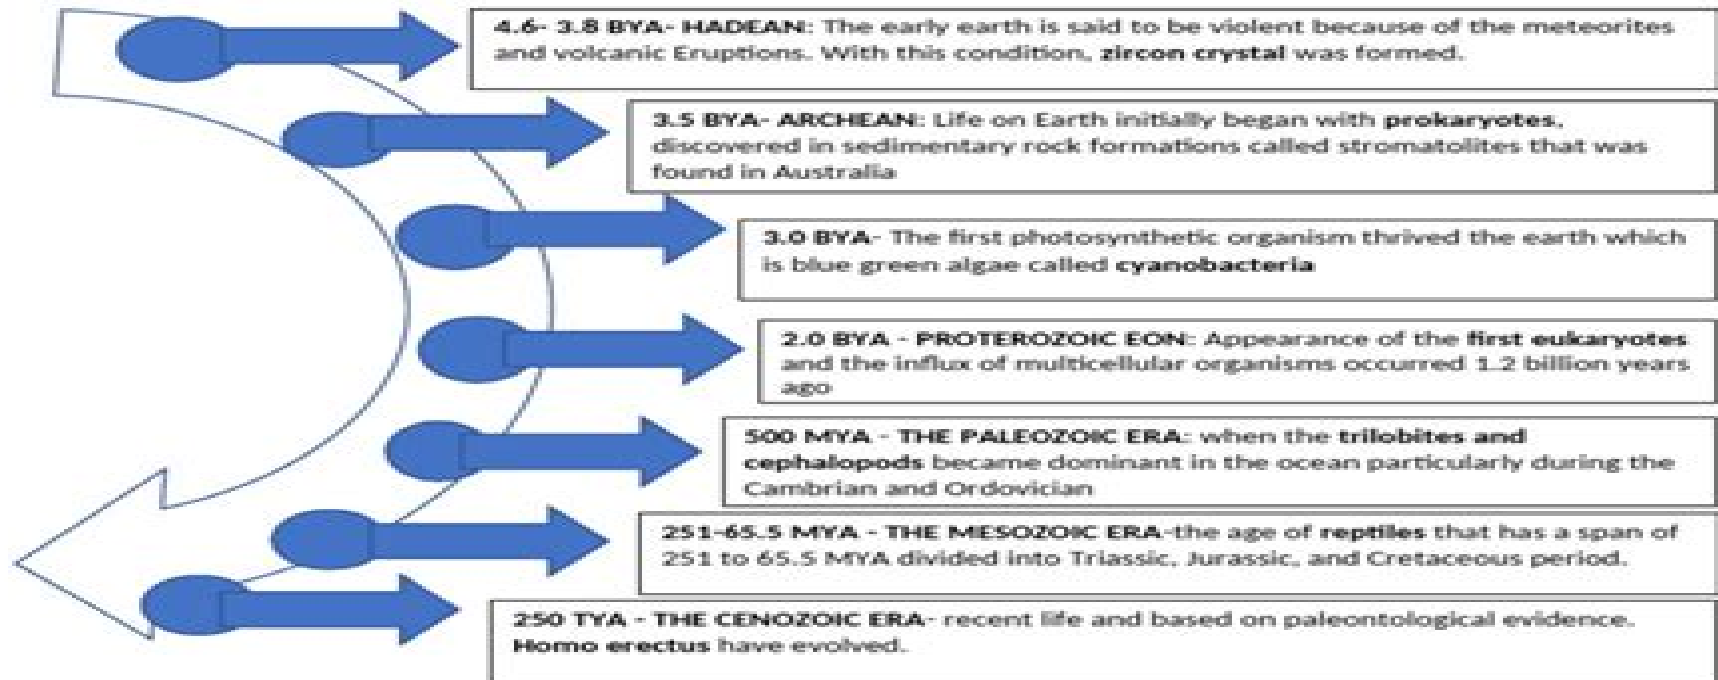 4.6- 3.8 BYA- HADEAN: The early earth is said to be violent because of the meteorites
and volcanic Eruptions. With this condition, zircon crystal was formed.
3.5 BYA- ARCHEAN: Life on Earth initially began with prokaryotes,
discovered in sedimentary rock formations called stromatolites that was
found in Australia
3.0 BYA- The first photosynthetic organism thrived the earth which
is blue green algae called cyanobacteria
2.0 BYA - PROTEROZOIC EON: Appearance of the first eukaryotes
and the influx of multicellular organisms occurred 1.2 billion years
ago
500 MYA - THE PALEOZOIC ERA: when the trilobites and
cephalopods became dominant in the ocean particularly during the
Cambrian and Ordovician
251-65.5 MYA - THE MESOZOIC ERA-the age of reptiles that has a span of
251 to 65.5 MYA divided into Triassic, Jurassic, and Cretaceous period.
250 TYA - THE CENOZOIC ERA- recent life and based on paleontological evidence.
Homo erectus have evolved.